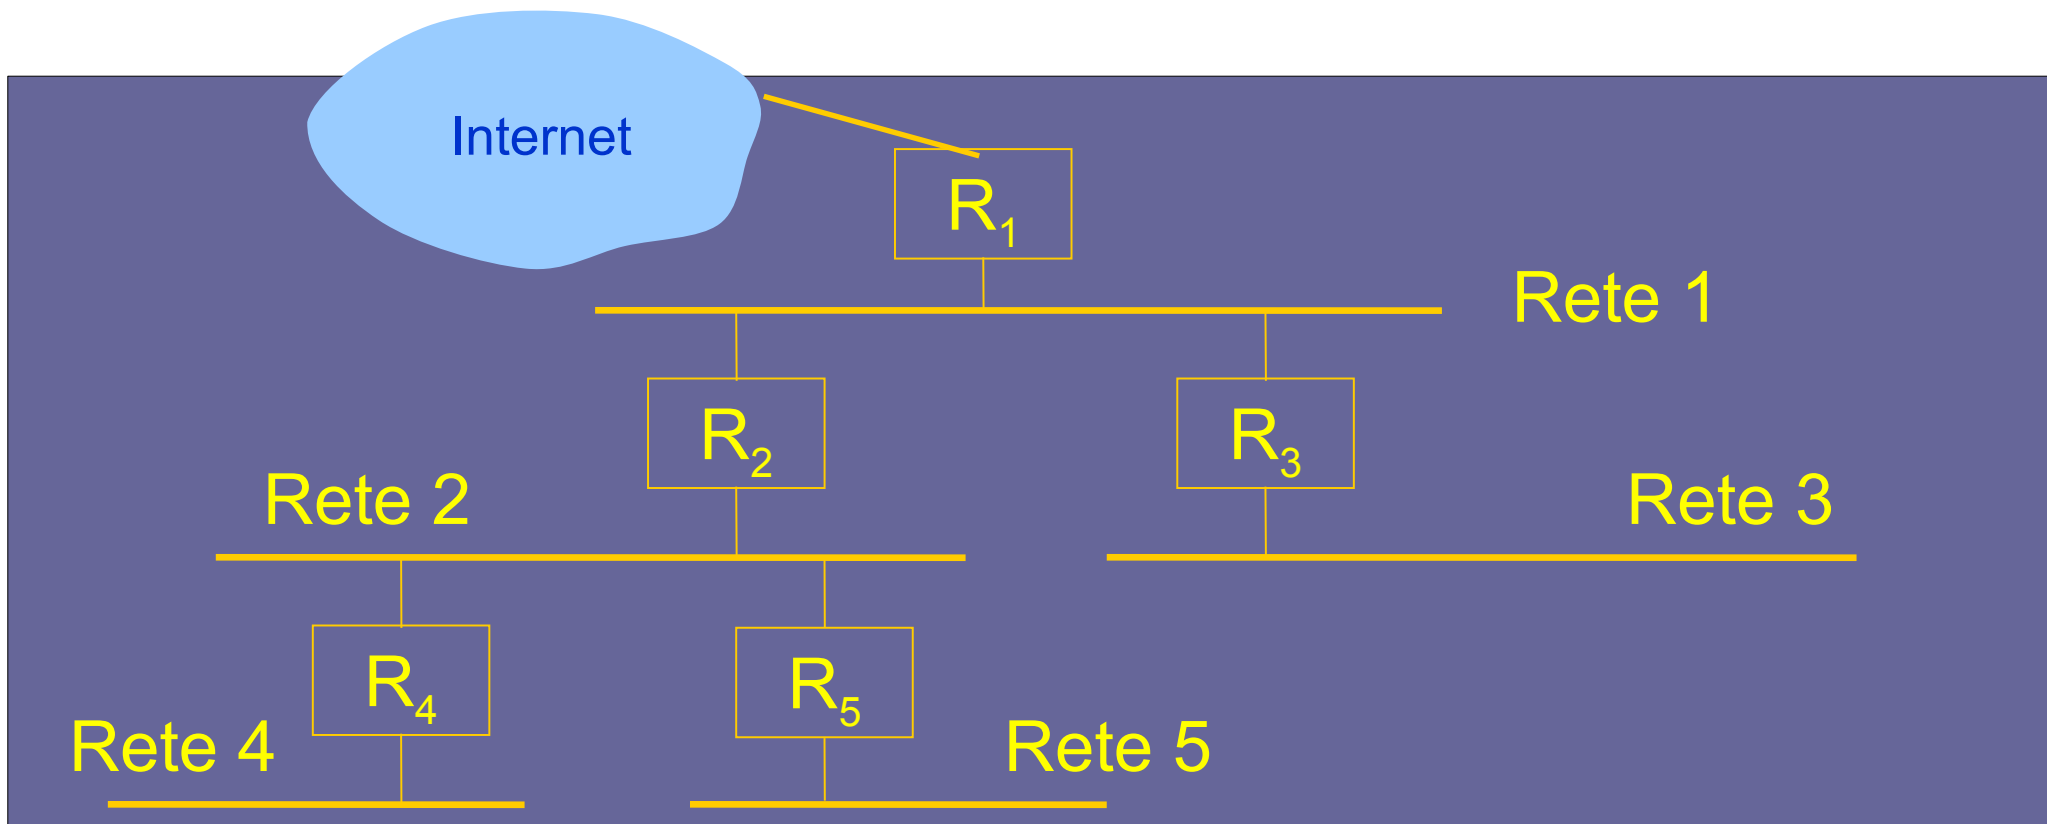 Internet
R1
Rete 1
R2
R3
Rete 2
Rete 3
R4
R5
Rete 4
Rete 5